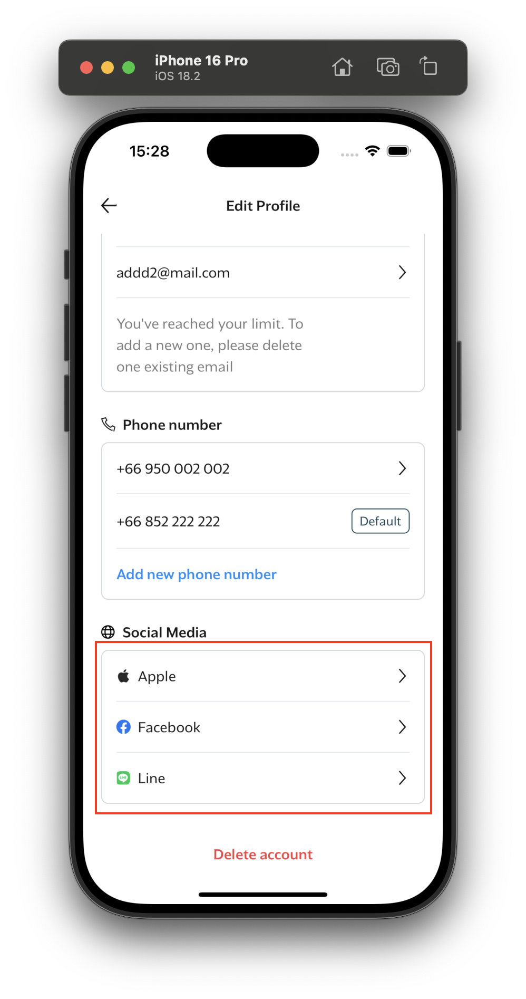 iPhone 16 Pro
iOS 18.2
15:28
Edit Profile
addd2@mail.com
You've reached your limit. To
add a new one, please delete
one existing email
Phone number
+66 950 002 002
+66 852 222 222
Default
Add new phone number
Social Media
Apple
Facebook
LINE
Line
Delete account